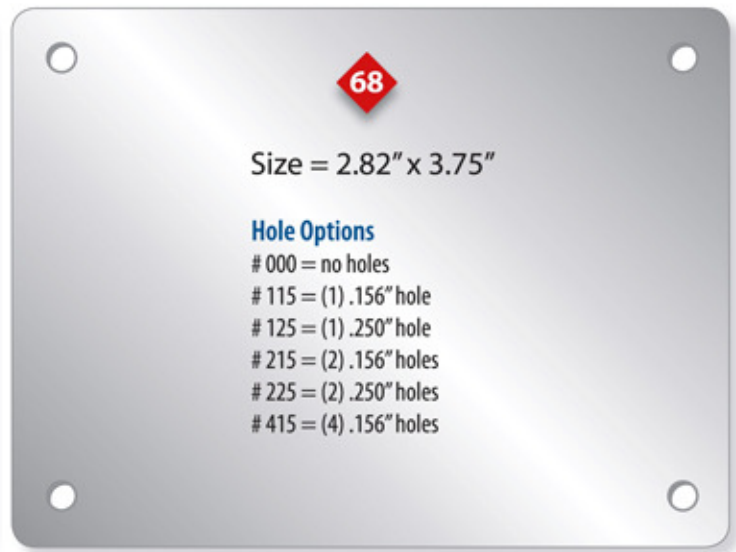 68
Size = 2.82" x 3.75"
Hole Options
# 000 = no holes
# 115 = (1) .156" hole
# 125 = (1) .250" hole
# 215 = (2) .156" holes
# 225 = (2) .250" holes
# 415 = (4) .156" holes